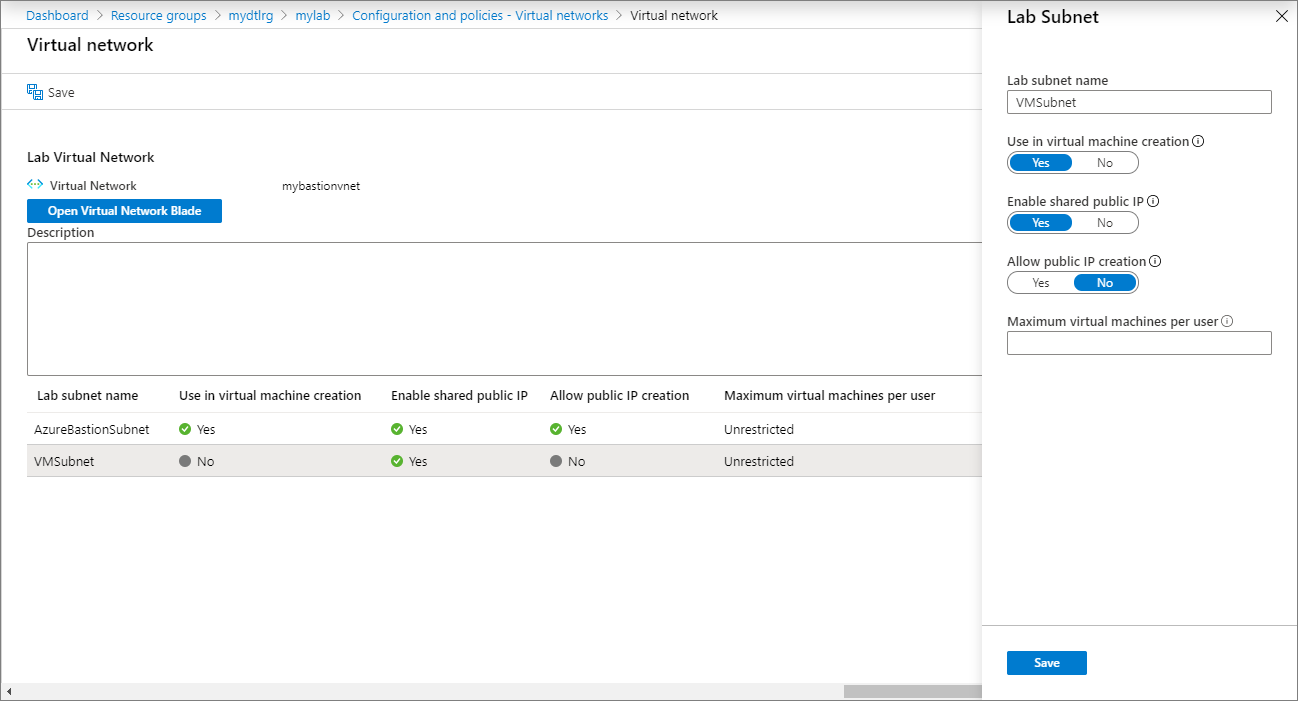 Dashboard > Resource groups > mydtlrg > mylab > Configuration and policies - Virtual networks > Virtual network
Virtual network
Save
Lab Virtual Network
Virtual Network mybastionvnet
Open Virtual Network Blade
Description
Lab subnet name Use in virtual machine creation Enable shared public IP Allow public IP creation Maximum virtual machines per user
AzureBastionSubnet Yes Yes Yes Unrestricted
VMSubnet No Yes No Unrestricted
Lab Subnet
Lab subnet name
VMSubnet
Use in virtual machine creation
Yes No
Enable shared public IP
Yes No
Allow public IP creation
Yes No
Maximum virtual machines per user
Save